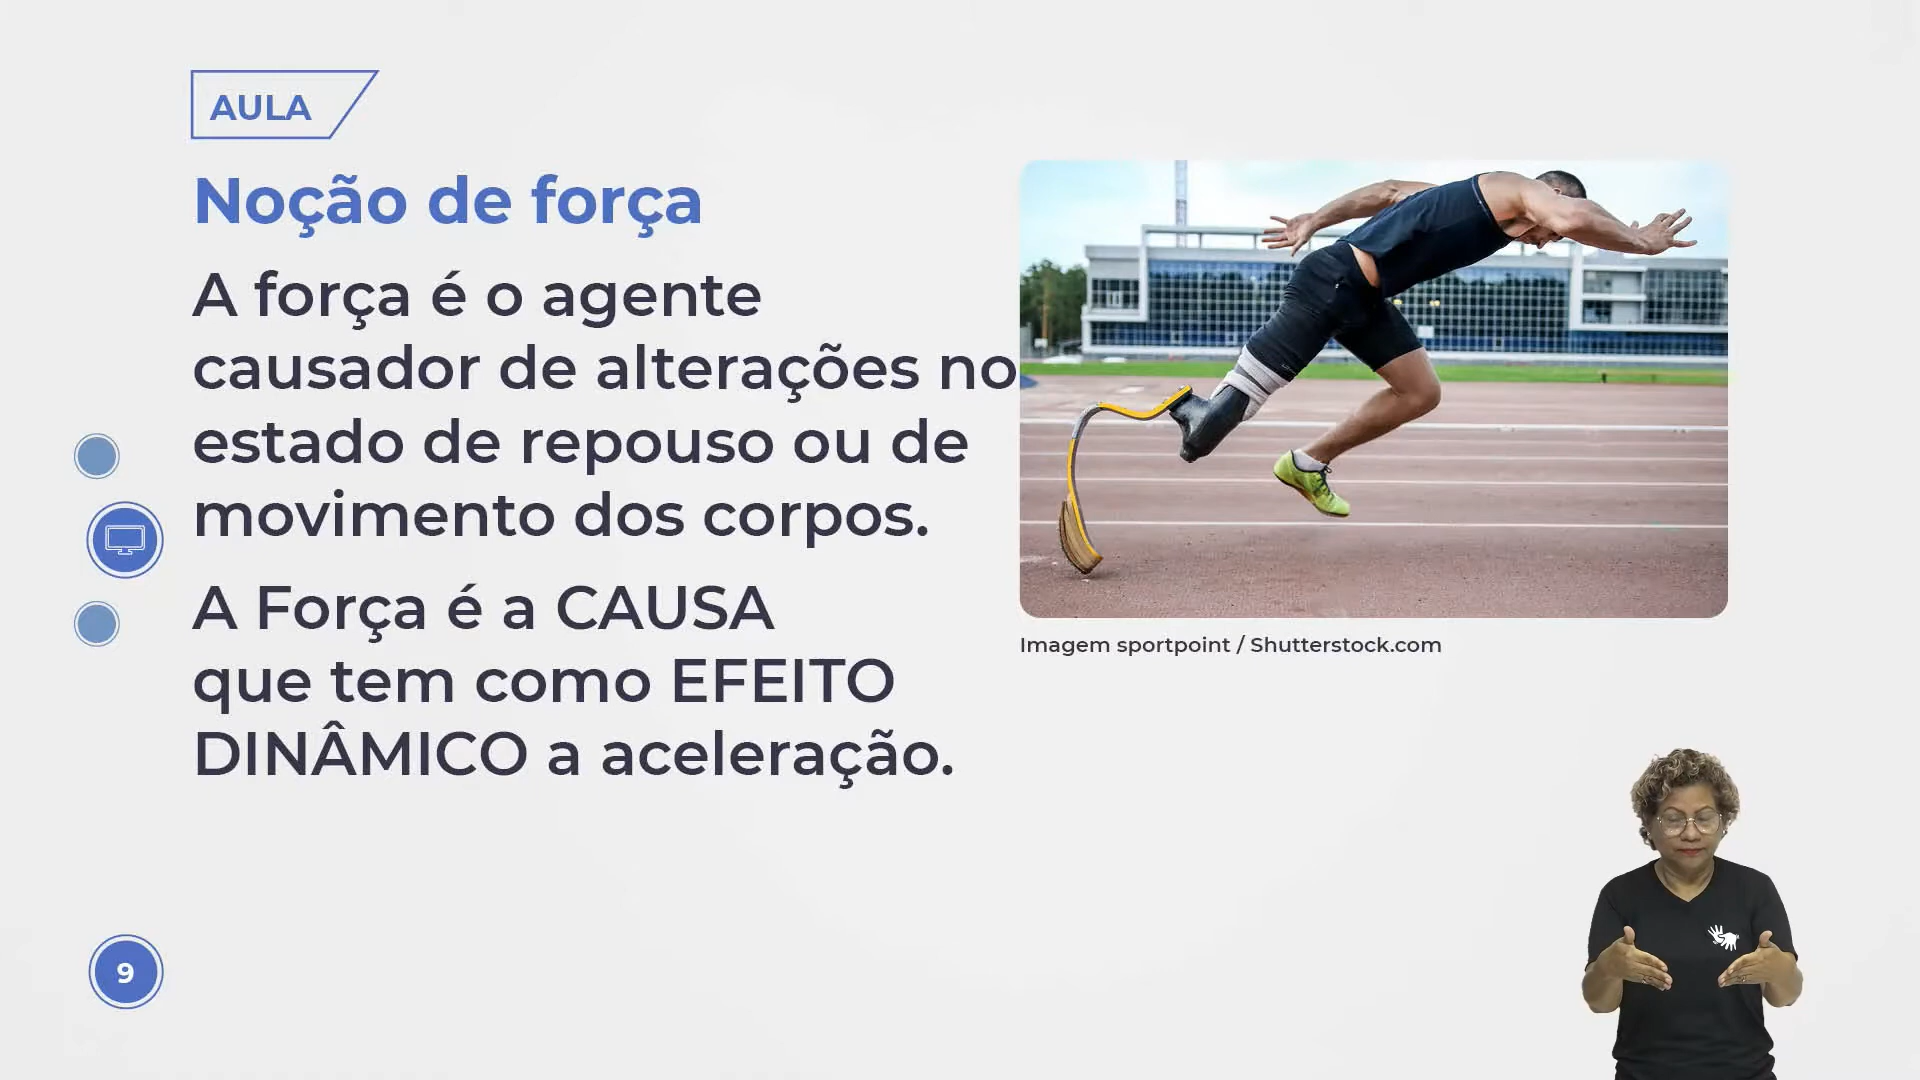 AULA
Noção de força
A força é o agente
causador de alterações no
estado de repouso ou de
movimento dos corpos.
A Força é a CAUSA
que tem como EFEITO
DINÂMICO a aceleração.
Imagem sportpoint / Shutterstock.com
9